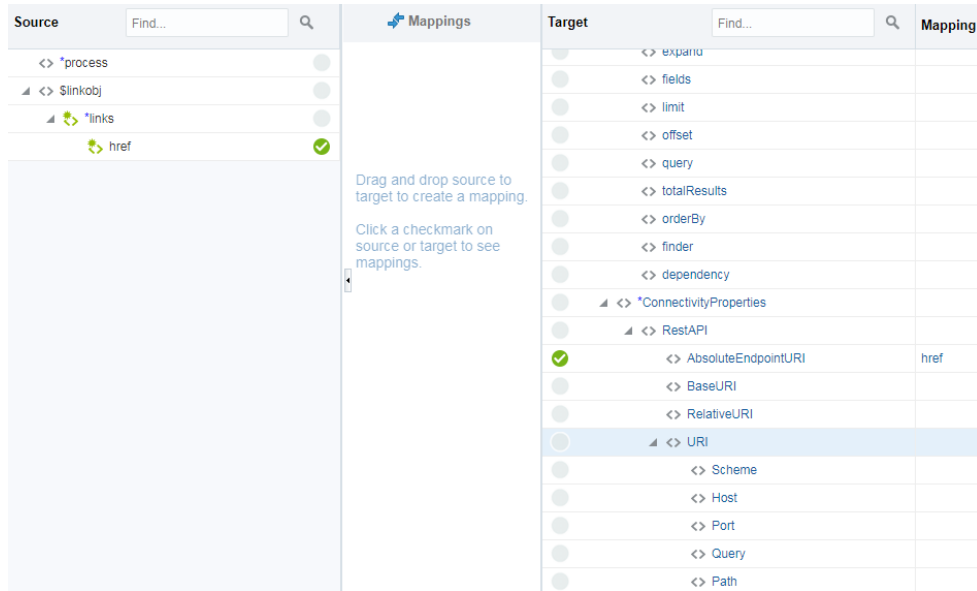 Source
Find...
Mappings
Target
Find...
Mapping
*process
$linkobj
*links
href
Drag and drop source to
target to create a mapping.
Click a checkmark on
source or target to see
mappings.
expand
fields
limit
offset
query
totalResults
orderBy
finder
dependency
*ConnectivityProperties
RestAPI
AbsoluteEndpointURI
href
BaseURI
RelativeURI
URI
Scheme
Host
Port
Query
Path